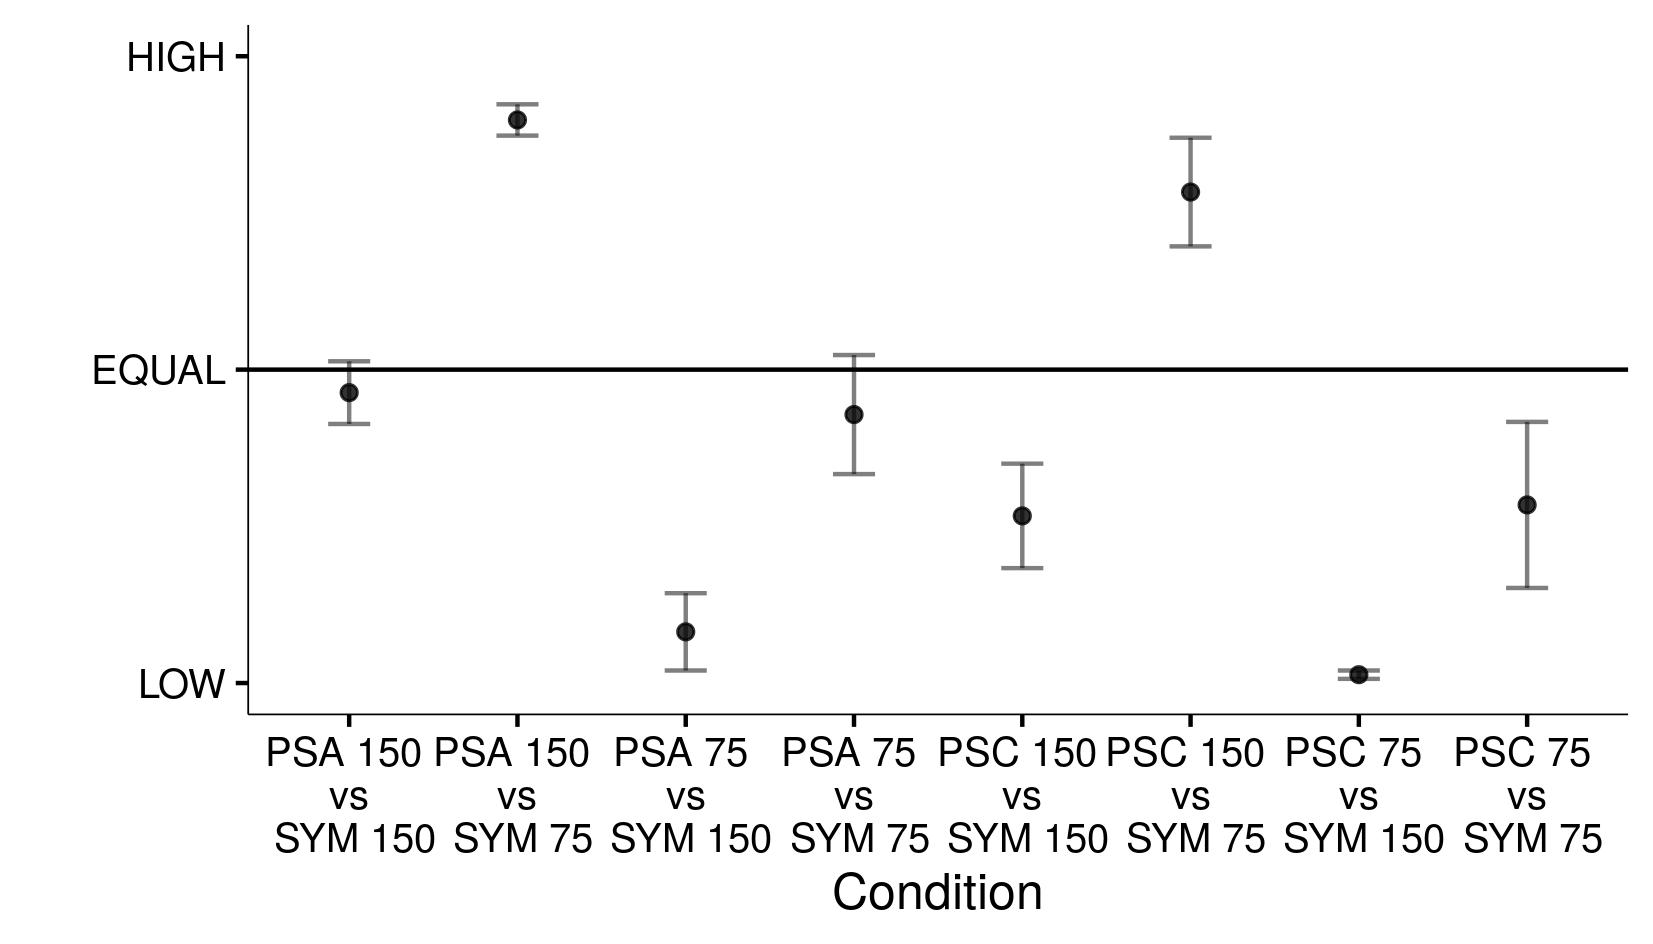 HIGH
EQUAL
LOW
PSA 150 PSA 150 PSA 75 PSA 75 PSC 150 PSC 150 PSC 75 PSC 75
vs vs vs vs vs vs vs vs
SYM 150 SYM 75 SYM 150 SYM 75 SYM 150 SYM 75 SYM 150 SYM 75
Condition